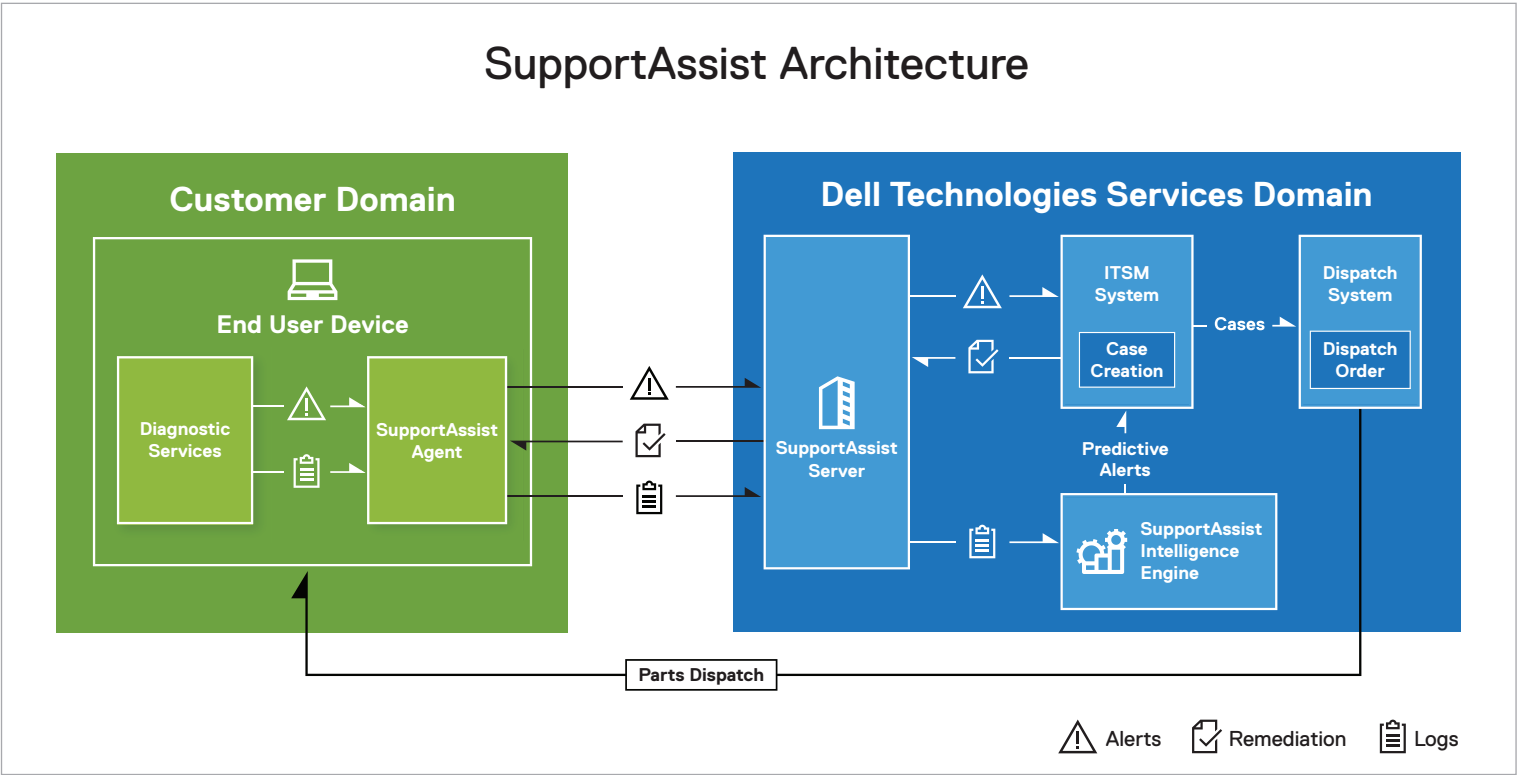 SupportAssist Architecture
Customer Domain
End User Device
Diagnostic
Services
SupportAssist
Agent
Dell Technologies Services Domain
SupportAssist
Server
ITSM
System
Case
Creation
Cases
Dispatch
System
Dispatch
Order
Predictive
Alerts
SupportAssist
Intelligence
Engine
Parts Dispatch
Alerts
Remediation
Logs